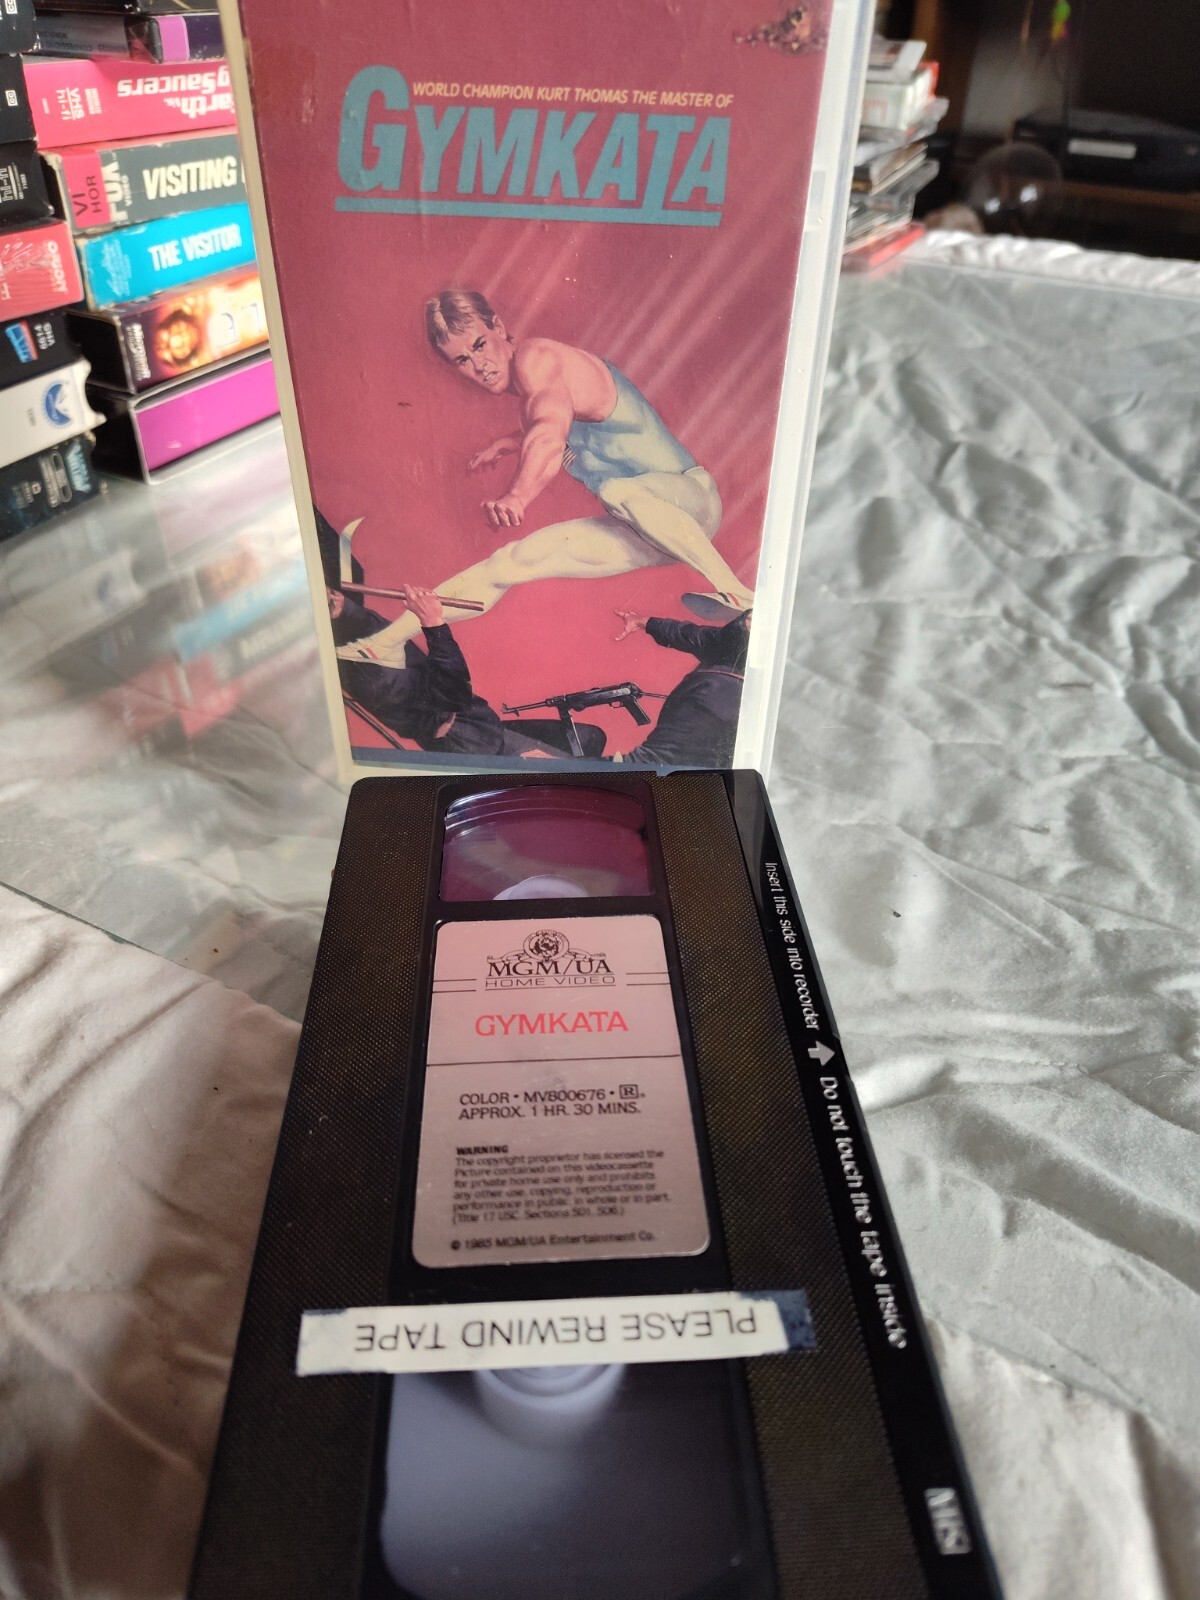 WORLD CHAMPION KURT THOMAS THE MASTER OF
GYMKATA
Saucers
VHS
hi-fi
VISITING
THE VISITOR
MGM/UA
HOME VIDEO
GYMKATA
COLOR • MV800676 • R.
APPROX. 1 HR. 30 MINS.
WARNING
The copyright proprietor has licensed the
Picture contained on this videocassette
for private home use only and prohibits
any other use, copying, reproduction or
performance in public, in whole or in part.
(Title 17 USC Sections 501, 506.)
© 1985 MGM/UA Entertainment Co.
PLEASE REWIND TAPE
Insert this side into recorder Do not touch the tape inside
VHS